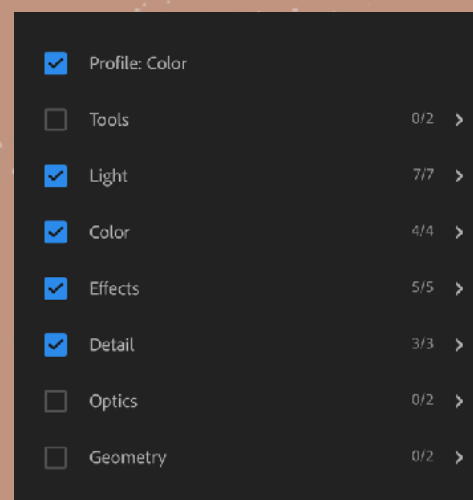 Profile: Color
Tools 0/2
Light 7/7
Color 4/4
Effects 5/5
Detail 3/3
Optics 0/2
Geometry 0/2